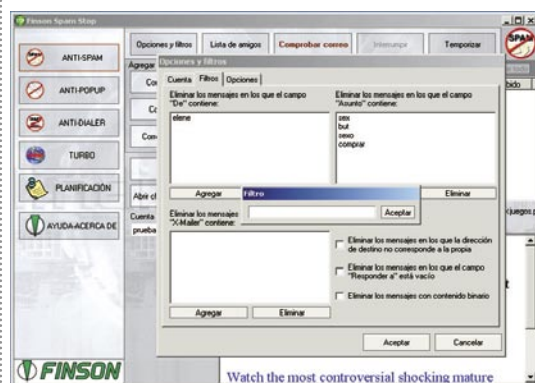 Finson Spam Stop
ANTI-SPAM
ANTI-POPUP
ANTI-DIALER
TURBO
PLANIFICACIÓN
AYUDA-ACERCA DE
FINSON
Opciones y filtros
Lista de amigos
Comprobar correo
Interrumpir
Temporizar
SPAM
Agregar
Opciones y filtros
Cuenta
Filtros
Opciones
Eliminar los mensajes en los que el campo
"De" contiene:
elene
Eliminar los mensajes en los que el campo
"Asunto" contiene:
sex
but
sexo
comprar
Agregar
Eliminar
Filtro
Aceptar
Abrir cl
Cuenta
prueba
Eliminar los mensajes
"X-Mailer" contiene:
Agregar
Eliminar
Eliminar los mensajes en los que la dirección
de destino no corresponde a la propia
Eliminar los mensajes en los que el campo
"Responder a" está vacío
Eliminar los mensajes con contenido binario
Aceptar
Cancelar
Watch the most controversial shocking mature